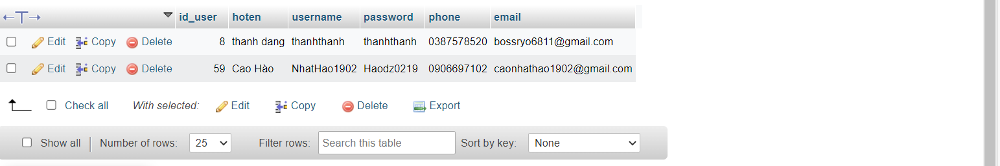 id_user hoten username password phone email
Edit Copy Delete 8 thanh dang thanhthanh thanhthanh 0387578520 bossryo6811@gmail.com
Edit Copy Delete 59 Cao Hào NhatHao1902 Haodz0219 0906697102 caonhathao1902@gmail.com
Check all With selected: Edit Copy Delete Export
Show all Number of rows: 25 Filter rows: Search this table Sort by key: None